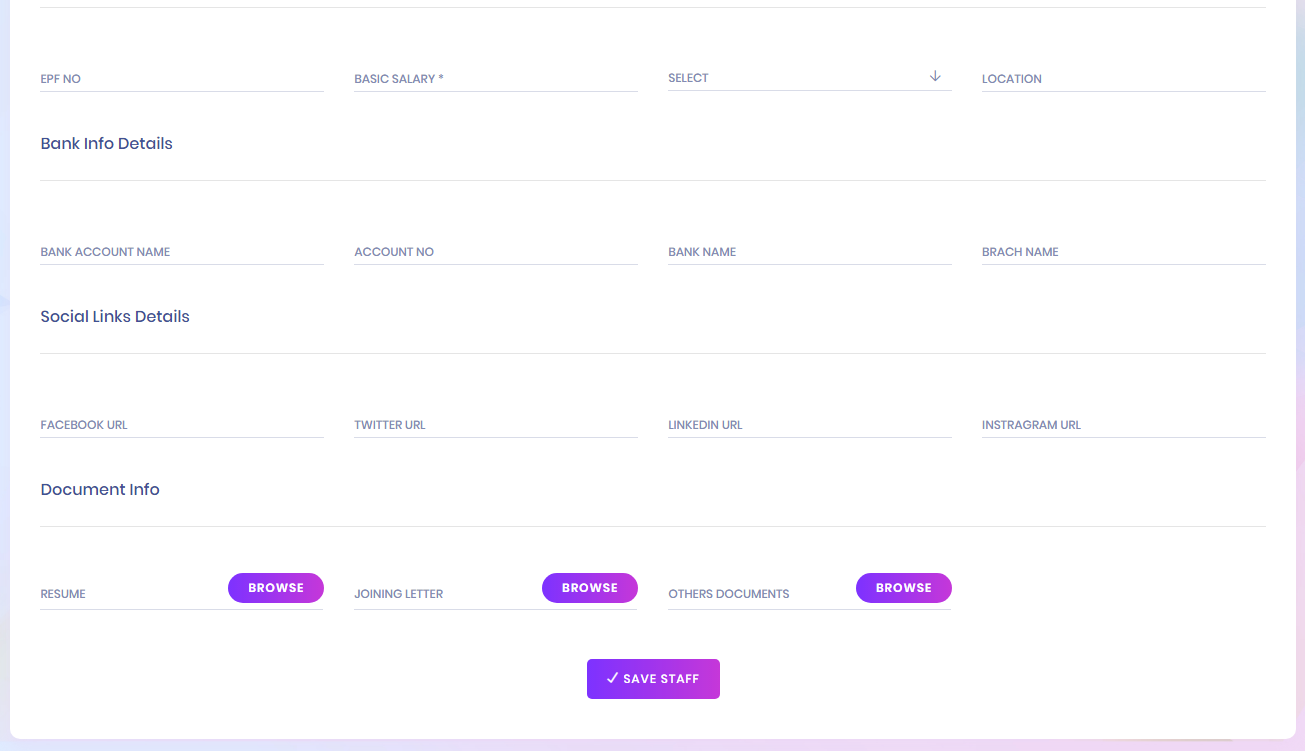 EPF NO BASIC SALARY * SELECT LOCATION
Bank Info Details
BANK ACCOUNT NAME ACCOUNT NO BANK NAME BRACH NAME
Social Links Details
FACEBOOK URL TWITTER URL LINKEDIN URL INSTRAGRAM URL
Document Info
RESUME BROWSE JOINING LETTER BROWSE OTHERS DOCUMENTS BROWSE
SAVE STAFF